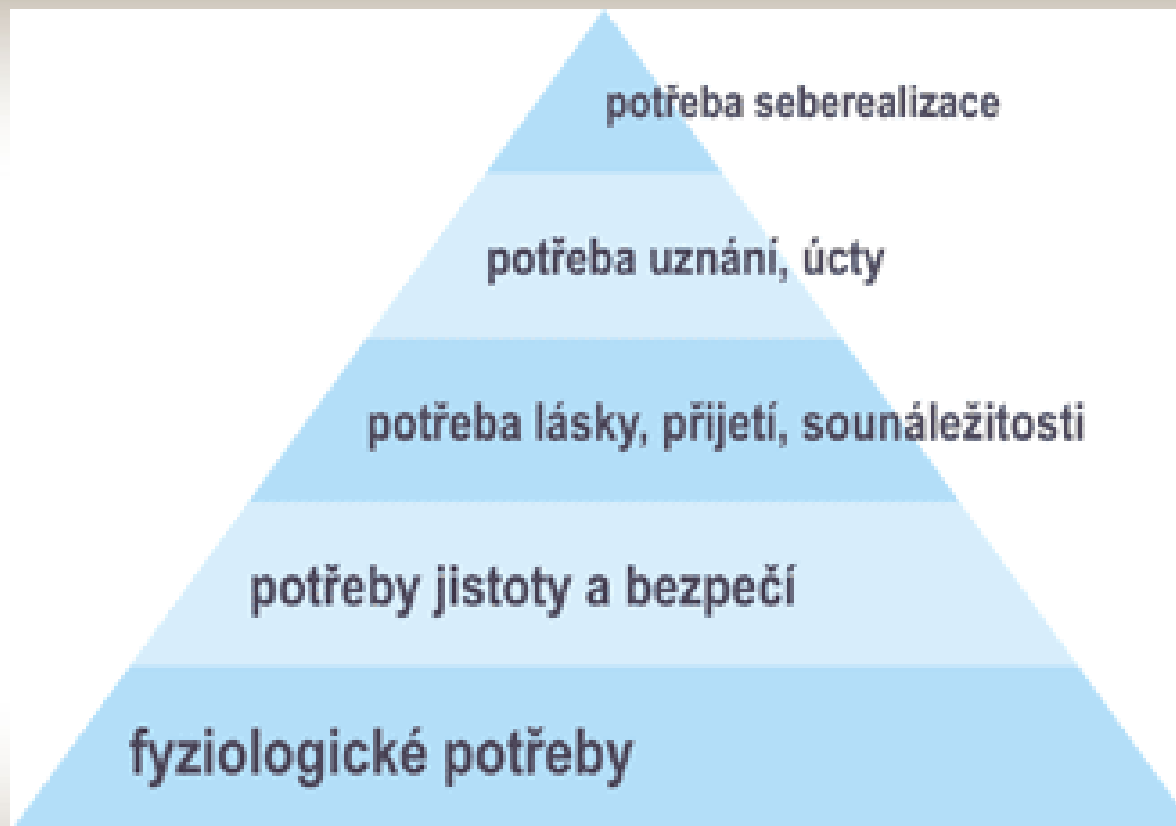 potřeba seberealizace
potřeba uznání, úcty
potřeba lásky, přijetí, sounáležitosti
potřeby jistoty a bezpečí
fyziologické potřeby